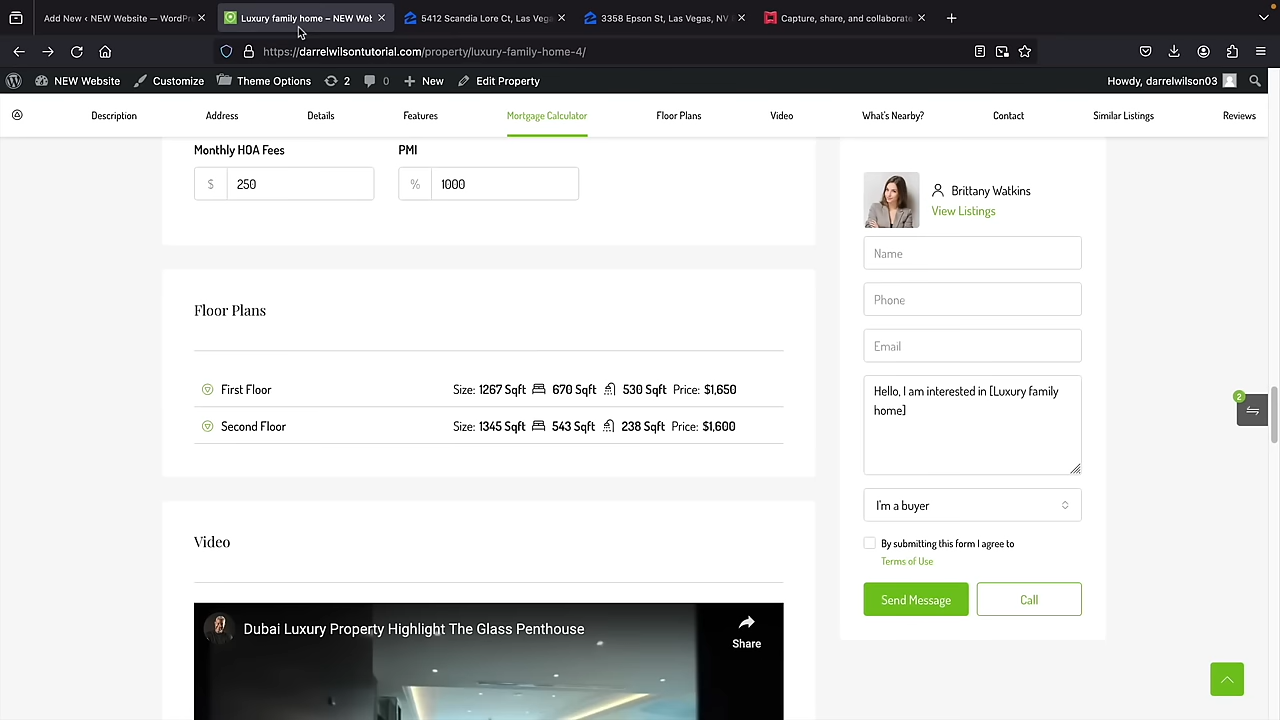 Add New ‹ NEW Website — WordPr
Luxury family home – NEW Web
5412 Scandia Lore Ct, Las Vega
3358 Epson St, Las Vegas, NV
Capture, share, and collaborate
https://darrelwilsontutorial.com/property/luxury-family-home-4/
NEW Website
Customize
Theme Options
2
0
New
Edit Property
Howdy, darrelwilson03
Description
Address
Details
Features
Mortgage Calculator
Floor Plans
Video
What's Nearby?
Contact
Similar Listings
Reviews
Monthly HOA Fees
PMI
$ 250
% 1000
Floor Plans
First Floor Size: 1267 Sqft 670 Sqft 530 Sqft Price: $1,650
Second Floor Size: 1345 Sqft 543 Sqft 238 Sqft Price: $1,600
Video
Dubai Luxury Property Highlight The Glass Penthouse
Share
Brittany Watkins
View Listings
Name
Phone
Email
Hello, I am interested in [Luxury family
home]
I'm a buyer
By submitting this form I agree to
Terms of Use
Send Message
Call
2